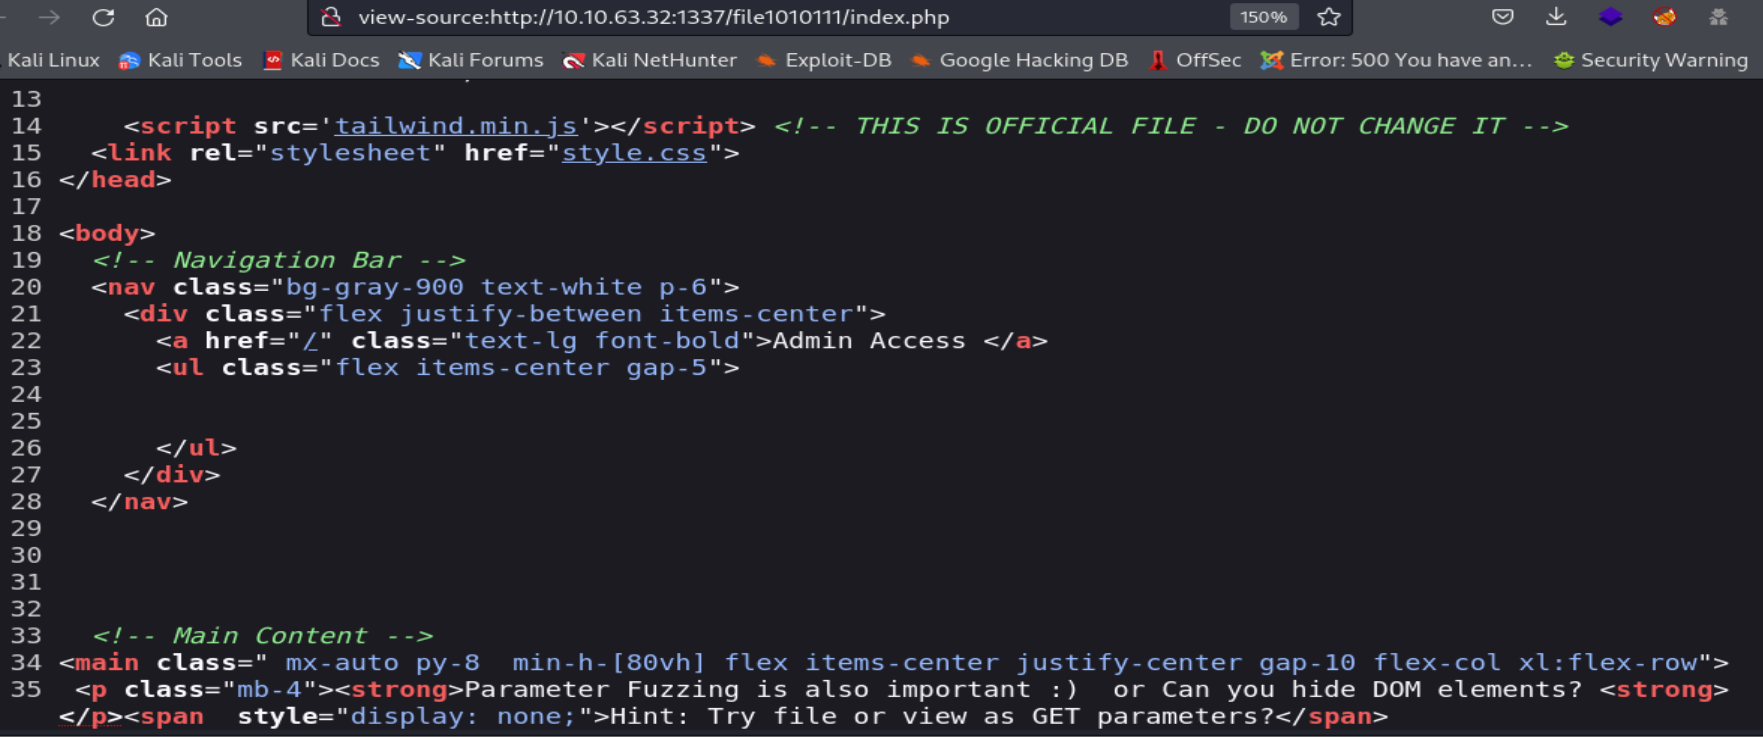 view-source:http://10.10.63.32:1337/file1010111/index.php 150%
Kali Linux Kali Tools Kali Docs Kali Forums Kali NetHunter Exploit-DB Google Hacking DB OffSec Error: 500 You have an... Security Warning
13
14 <script src='tailwind.min.js'></script> <!-- THIS IS OFFICIAL FILE - DO NOT CHANGE IT -->
15 <link rel="stylesheet" href="style.css">
16 </head>
17
18 <body>
19 <!-- Navigation Bar -->
20 <nav class="bg-gray-900 text-white p-6">
21 <div class="flex justify-between items-center">
22 <a href="/" class="text-lg font-bold">Admin Access </a>
23 <ul class="flex items-center gap-5">
24
25
26 </ul>
27 </div>
28 </nav>
29
30
31
32
33 <!-- Main Content -->
34 <main class=" mx-auto py-8  min-h-[80vh] flex items-center justify-center gap-10 flex-col xl:flex-row">
35 <p class="mb-4"><strong>Parameter Fuzzing is also important :)  or Can you hide DOM elements? <strong>
</p><span  style="display: none;">Hint: Try file or view as GET parameters?</span>